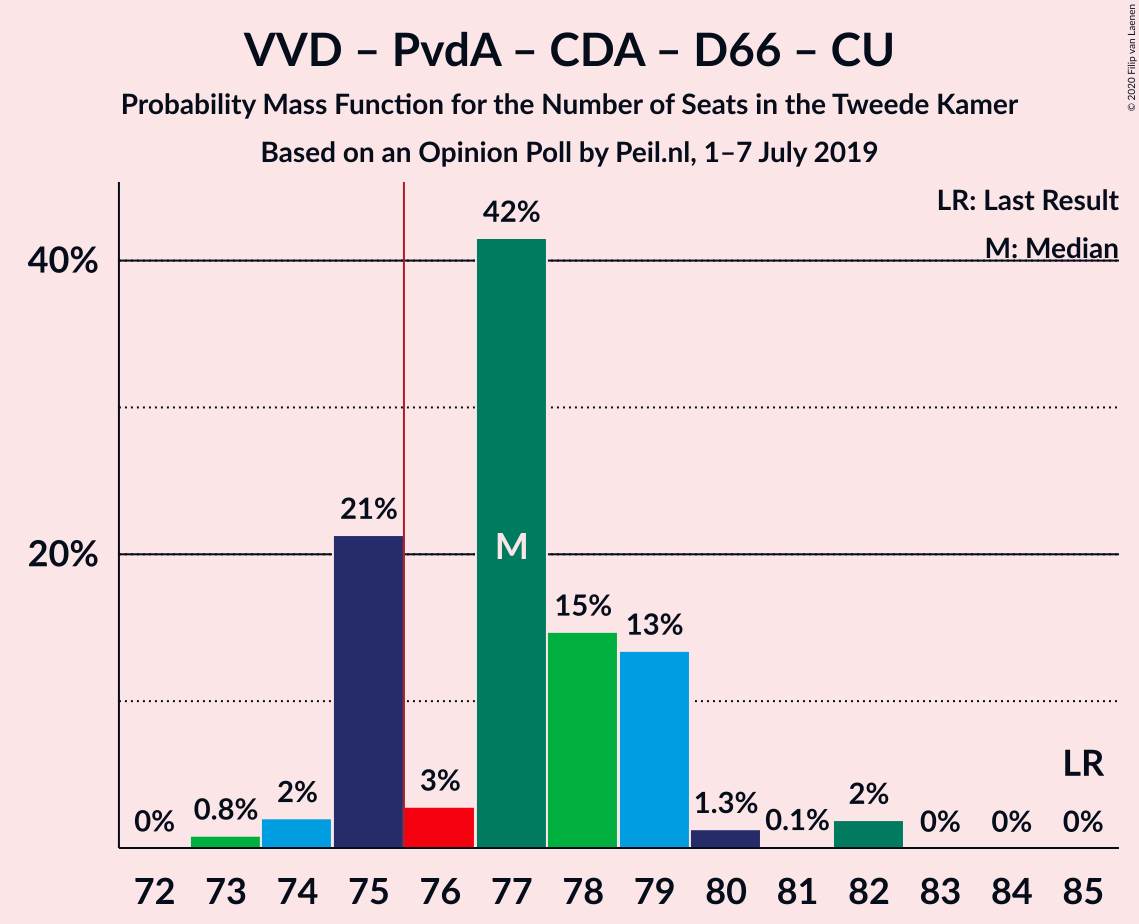 VVD – PvdA – CDA – D66 – CU
Probability Mass Function for the Number of Seats in the Tweede Kamer
Based on an Opinion Poll by Peil.nl, 1–7 July 2019
© 2020 Filip van Laenen
LR: Last Result
M: Median
40%
20%
0%
0.8%
2%
21%
3%
42%
M
15%
13%
1.3%
0.1%
2%
0%
0%
LR
0%
72 73 74 75 76 77 78 79 80 81 82 83 84 85